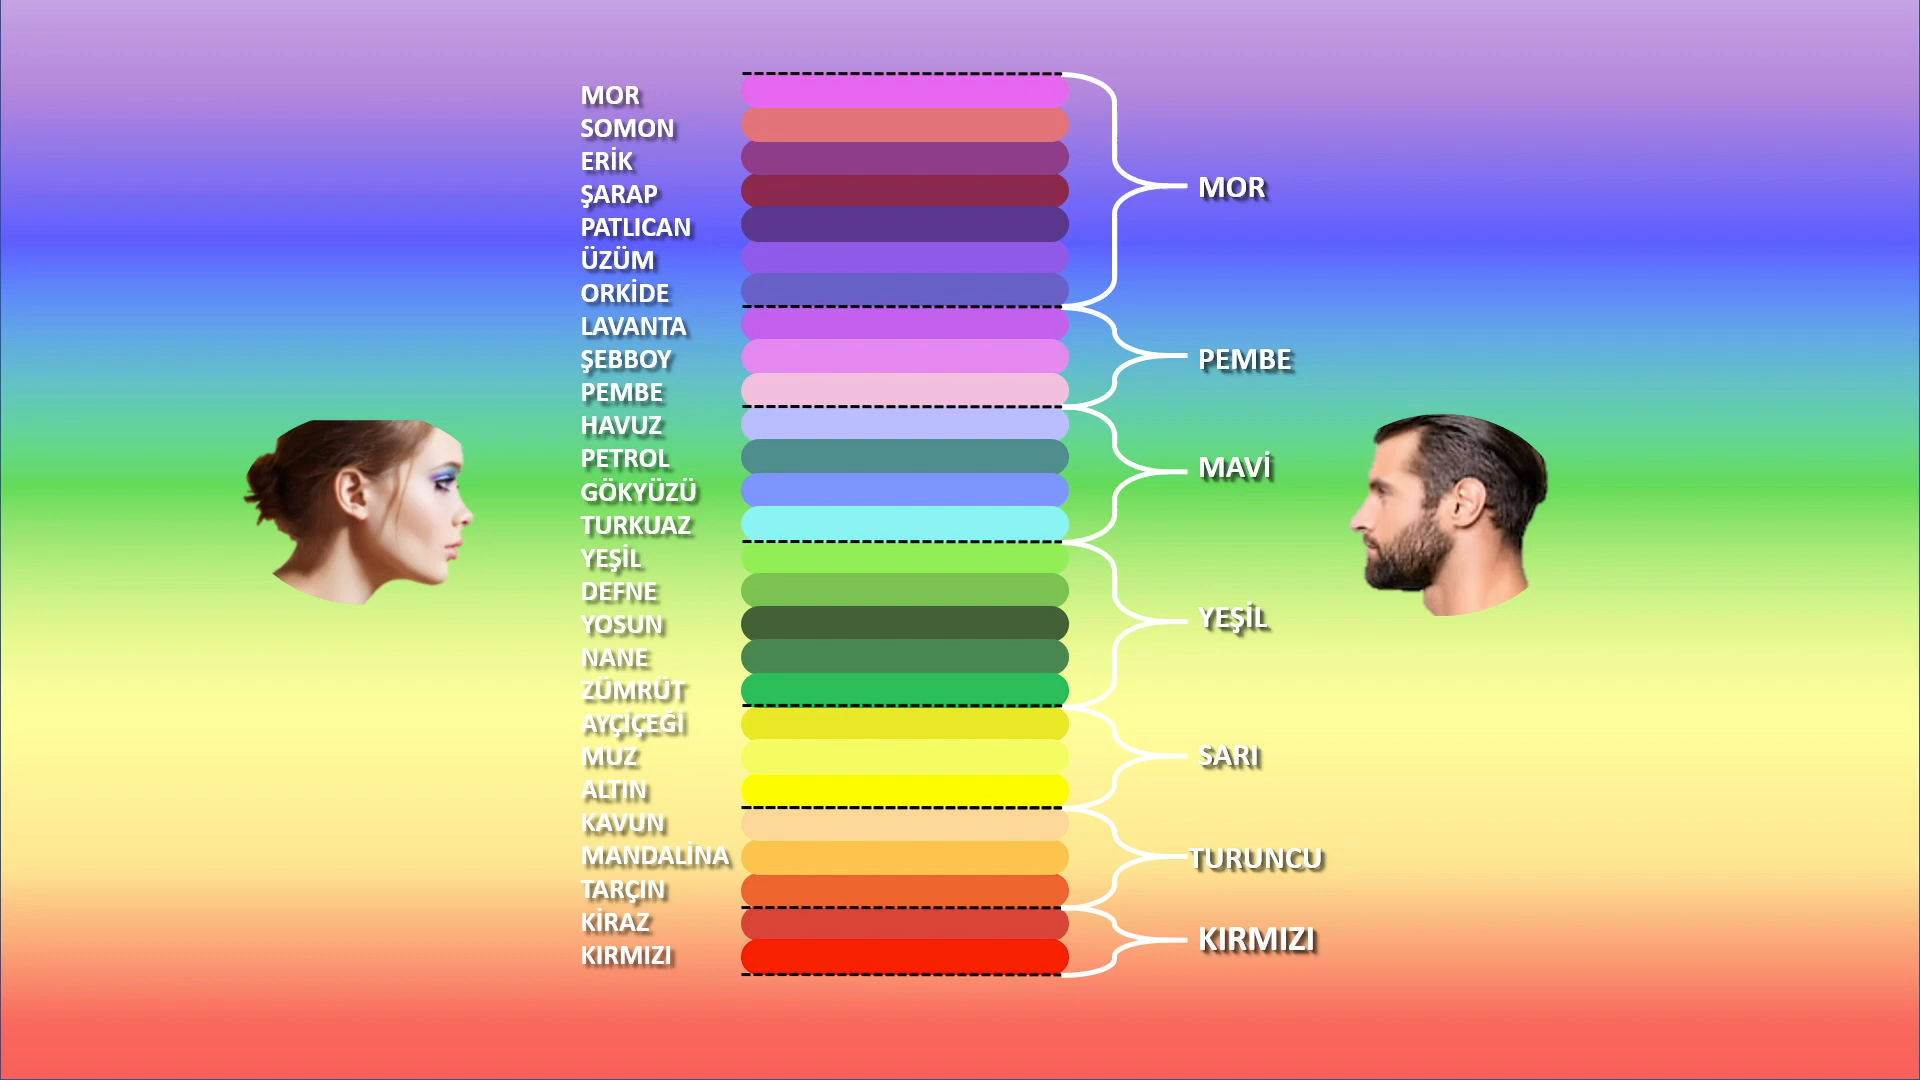 MOR
SOMON
ERİK
ŞARAP
PATLICAN
ÜZÜM
ORKİDE
LAVANTA
ŞEBBOY
PEMBE
HAVUZ
PETROL
GÖKYÜZÜ
TURKUAZ
YEŞİL
DEFNE
YOSUN
NANE
ZÜMRÜT
AYÇİÇEĞİ
MUZ
ALTIN
KAVUN
MANDALİNA
TARÇIN
KİRAZ
KIRMIZI
MOR
PEMBE
MAVİ
YEŞİL
SARI
TURUNCU
KIRMIZI